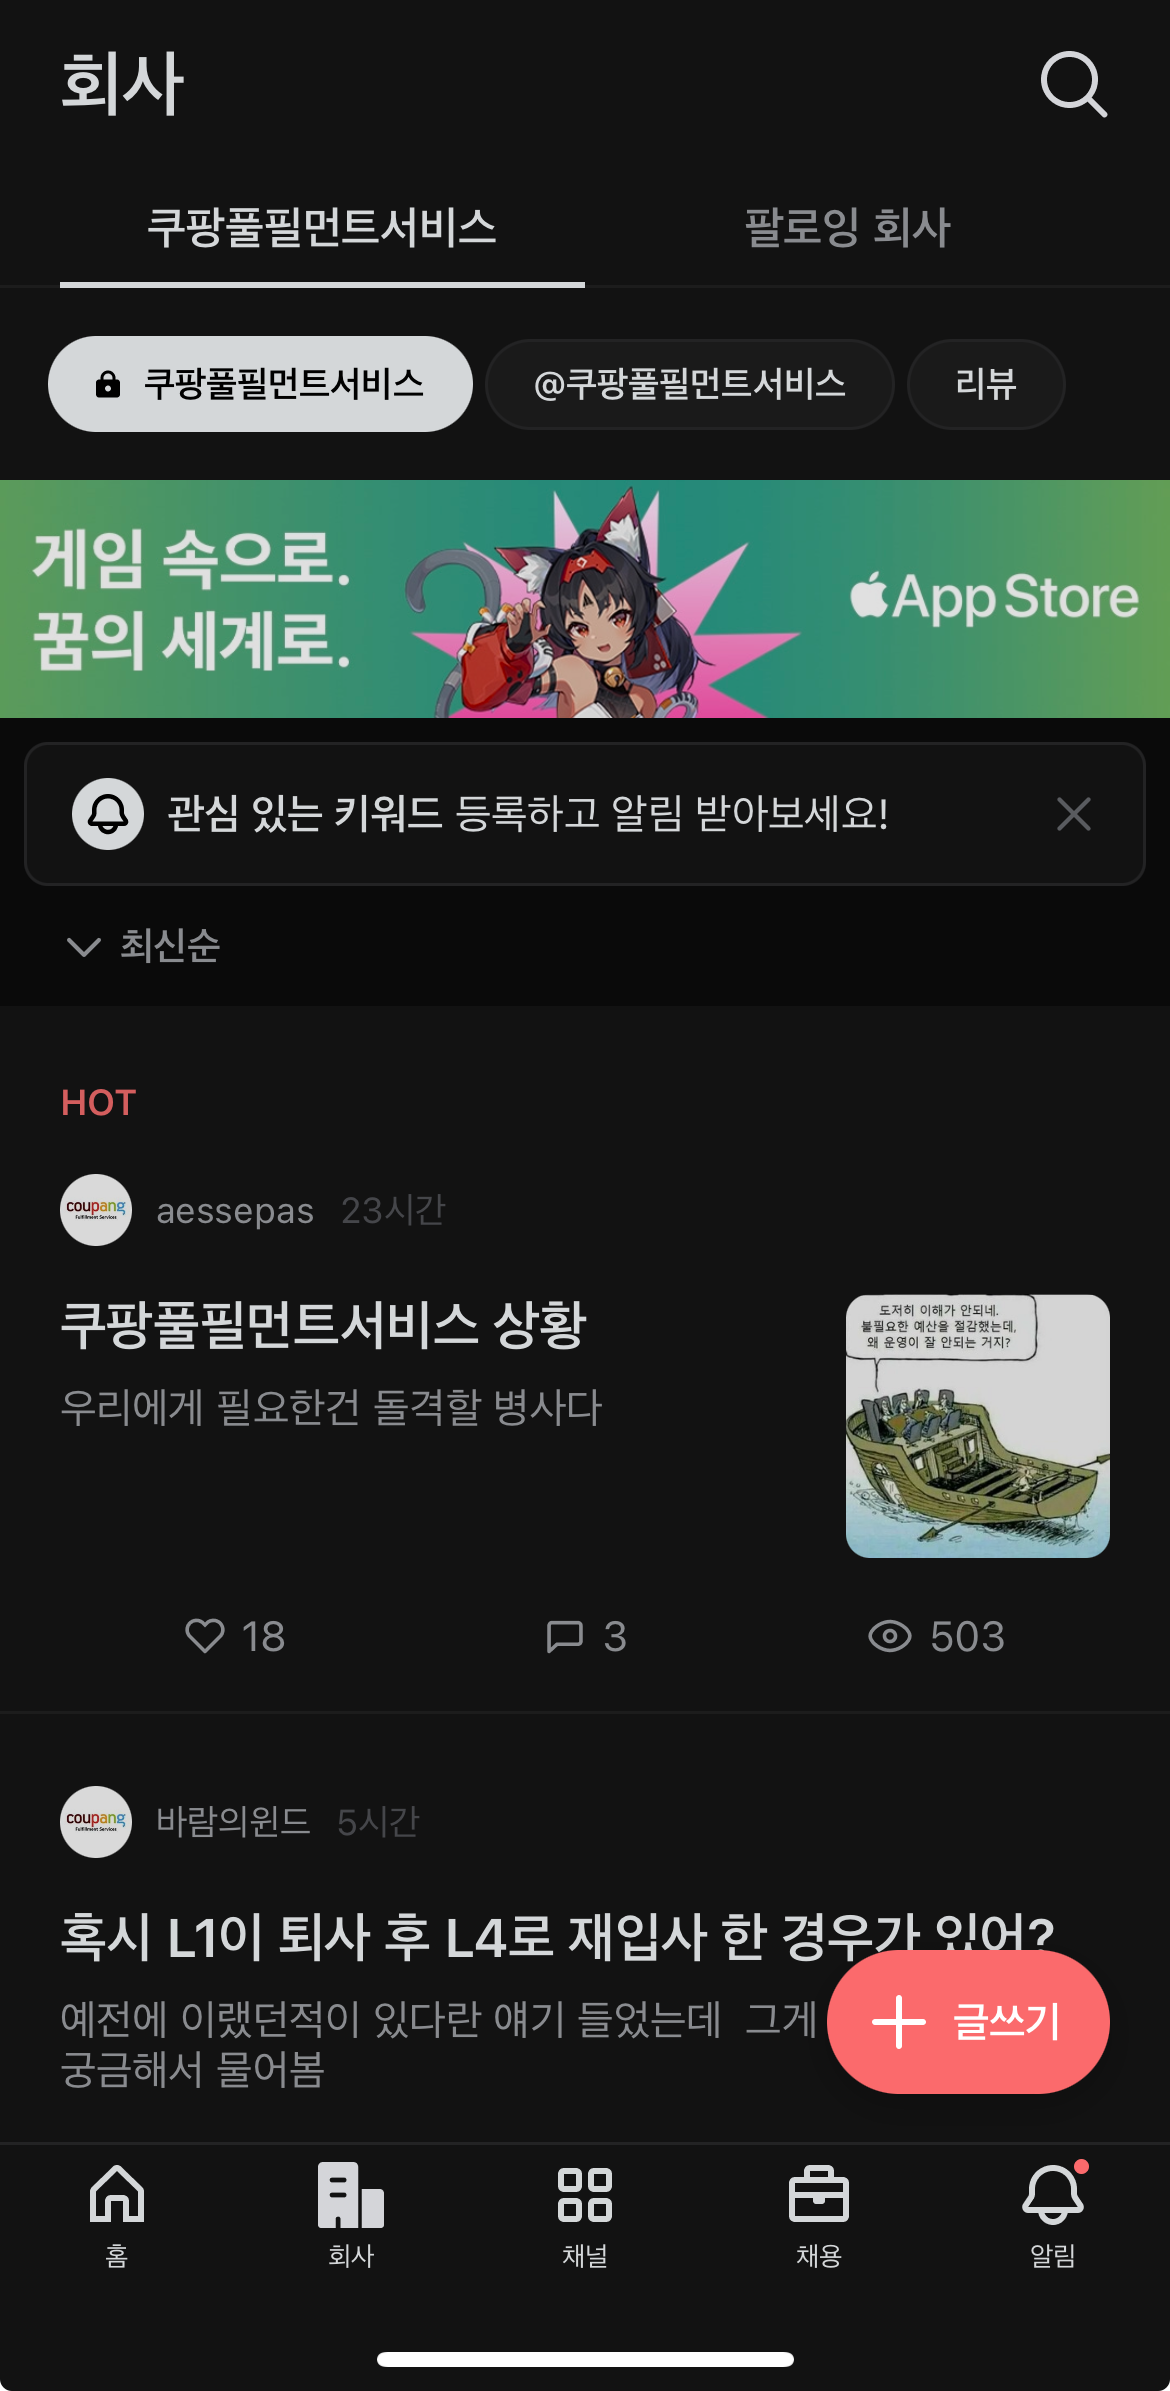 회사
쿠팡풀필먼트서비스
팔로잉 회사
쿠팡풀필먼트서비스
@쿠팡풀필먼트서비스
리뷰
게임 속으로.
꿈의 세계로.
App Store
관심 있는 키워드 등록하고 알림 받아보세요!
최신순
HOT
coupang
Fulfillment Services
aessepas 23시간
쿠팡풀필먼트서비스 상황
우리에게 필요한건 돌격할 병사다
도저히 이해가 안되네.
불필요한 예산을 절감했는데,
왜 운영이 잘 안되는 거지?
18
3
503
coupang
Fulfillment Services
바람의윈드 5시간
혹시 L1이 퇴사 후 L4로 재입사 한 경우가 있어?
예전에 이랬던적이 있다란 얘기 들었는데 그게
궁금해서 물어봄
글쓰기
홈
회사
채널
채용
알림